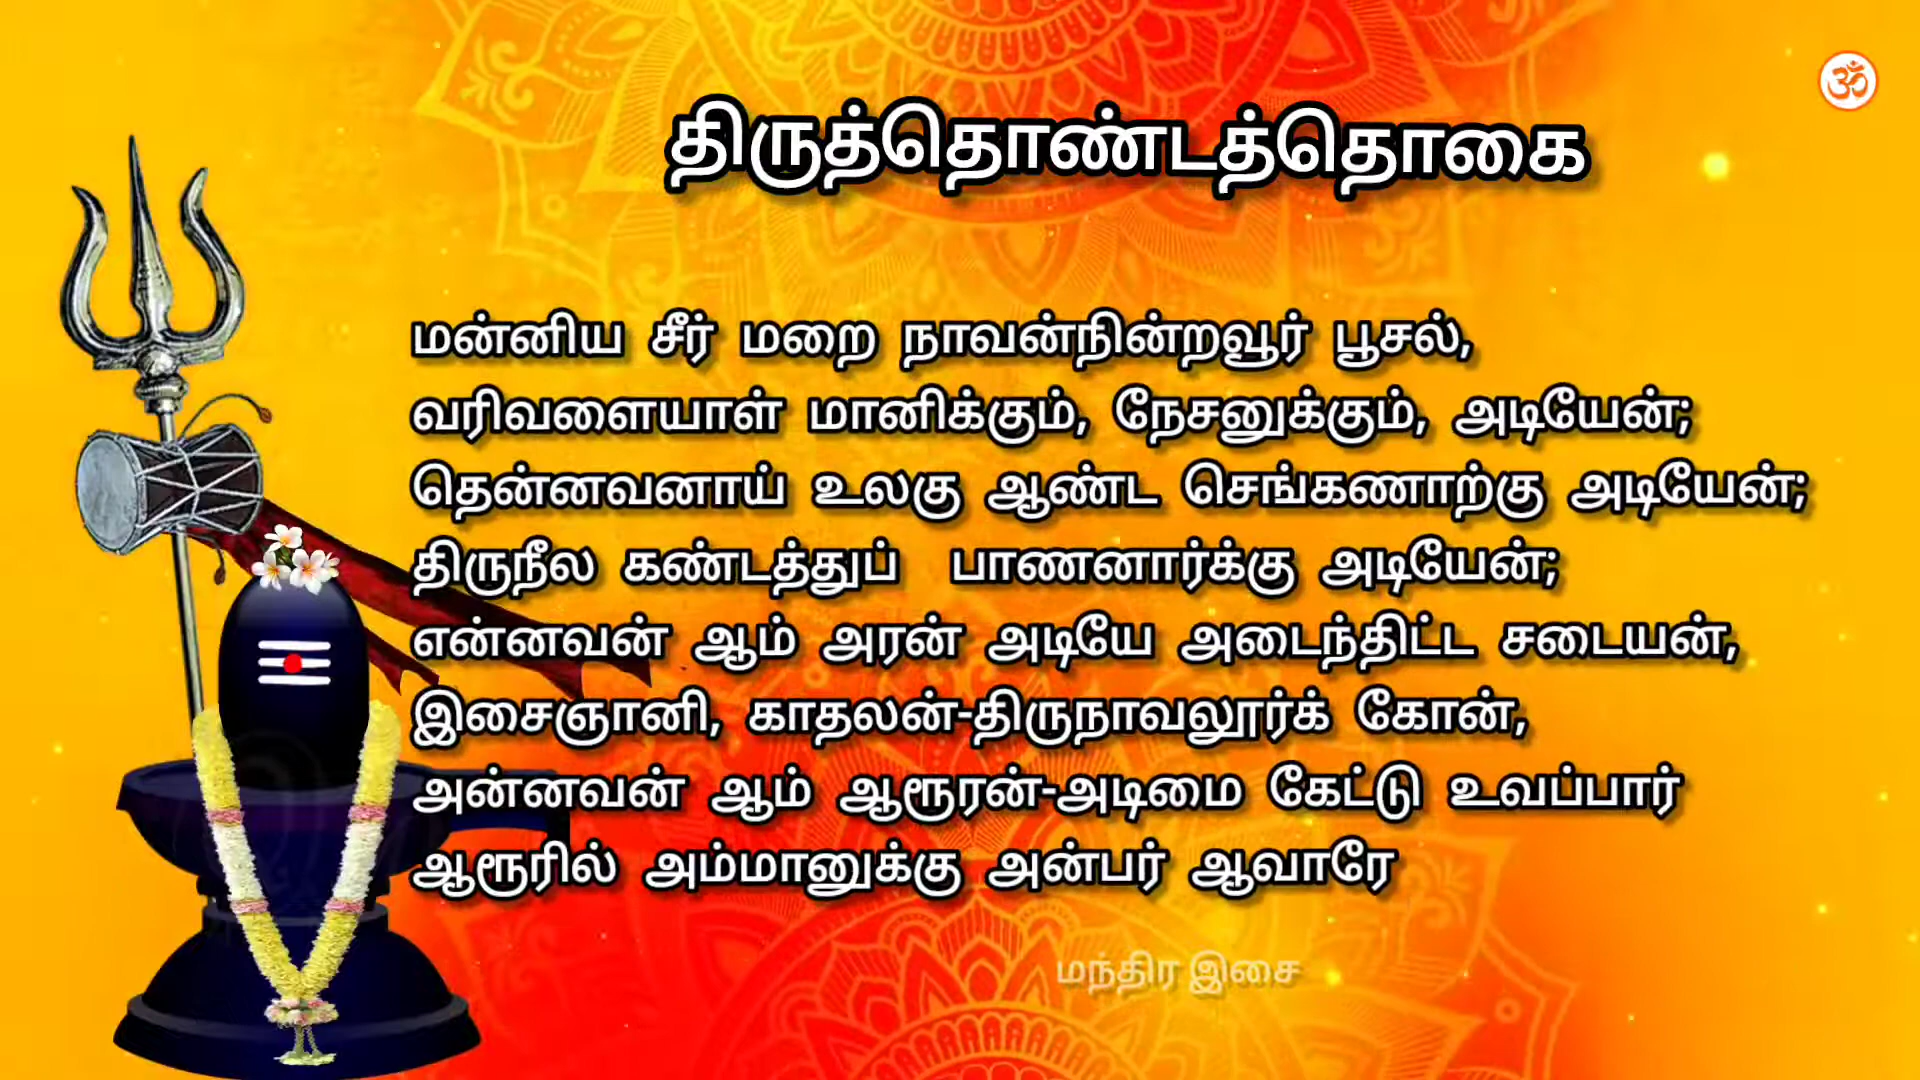 திருத்தொண்டத்தொகை
மன்னிய சீர் மறை நாவன்நின்றவூர் பூசல்,
வரிவளையாள் மானிக்கும், நேசனுக்கும், அடியேன்;
தென்னவனாய் உலகு ஆண்ட செங்கணாற்கு அடியேன்;
திருநீல கண்டத்துப் பாணனார்க்கு அடியேன்;
என்னவன் ஆம் அரன் அடியே அடைந்திட்ட சடையன்,
இசைஞானி, காதலன்-திருநாவலூர்க் கோன்,
அன்னவன் ஆம் ஆரூரன்-அடிமை கேட்டு உவப்பார்
ஆரூரில் அம்மானுக்கு அன்பர் ஆவாரே
மந்திர இசை
ॐ